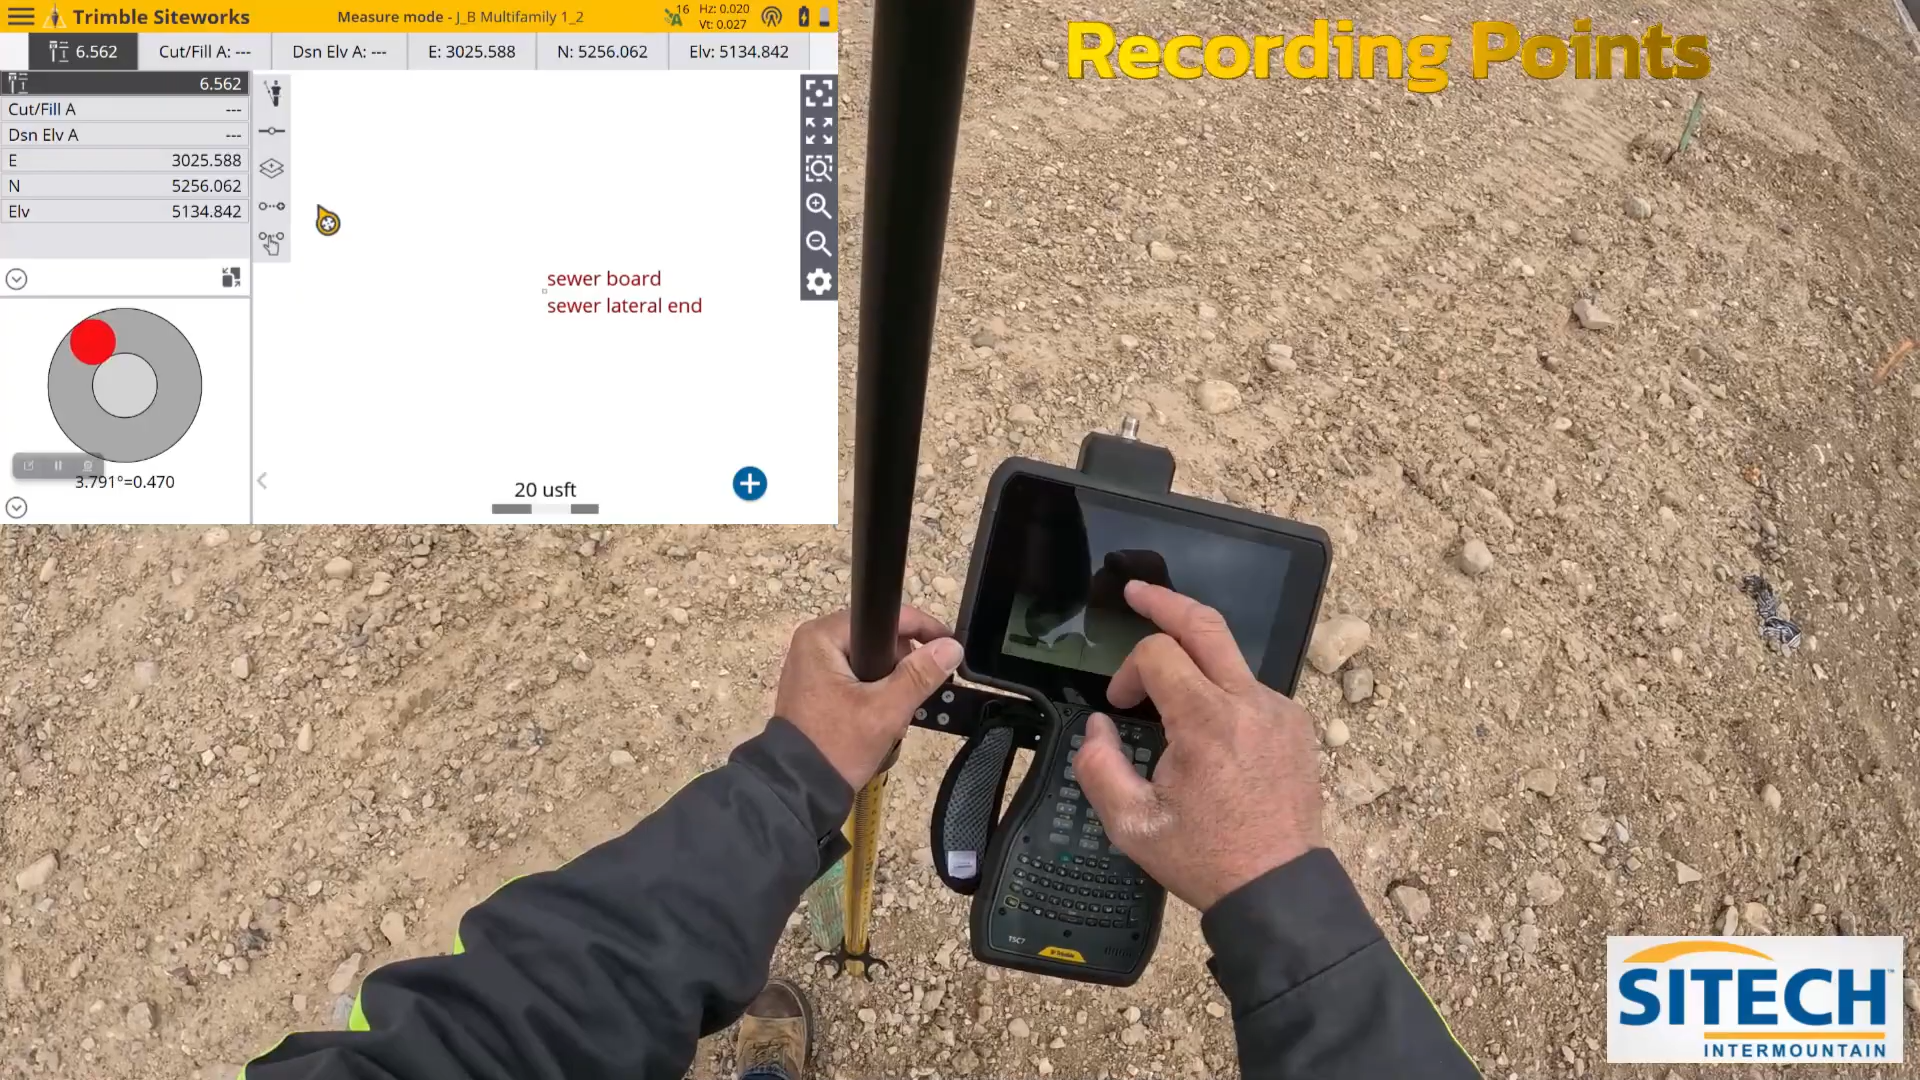 Trimble Siteworks
Measure mode - J_B Multifamily 1_2
16
Hz: 0.020
Vt: 0.027
6.562
Cut/Fill A: ---
Dsn Elv A: ---
E: 3025.588
N: 5256.062
Elv: 5134.842
6.562
Cut/Fill A ---
Dsn Elv A ---
E 3025.588
N 5256.062
Elv 5134.842
sewer board
sewer lateral end
3.791°=0.470
20 usft
Recording Points
TSC7
Trimble
SITECH
INTERMOUNTAIN